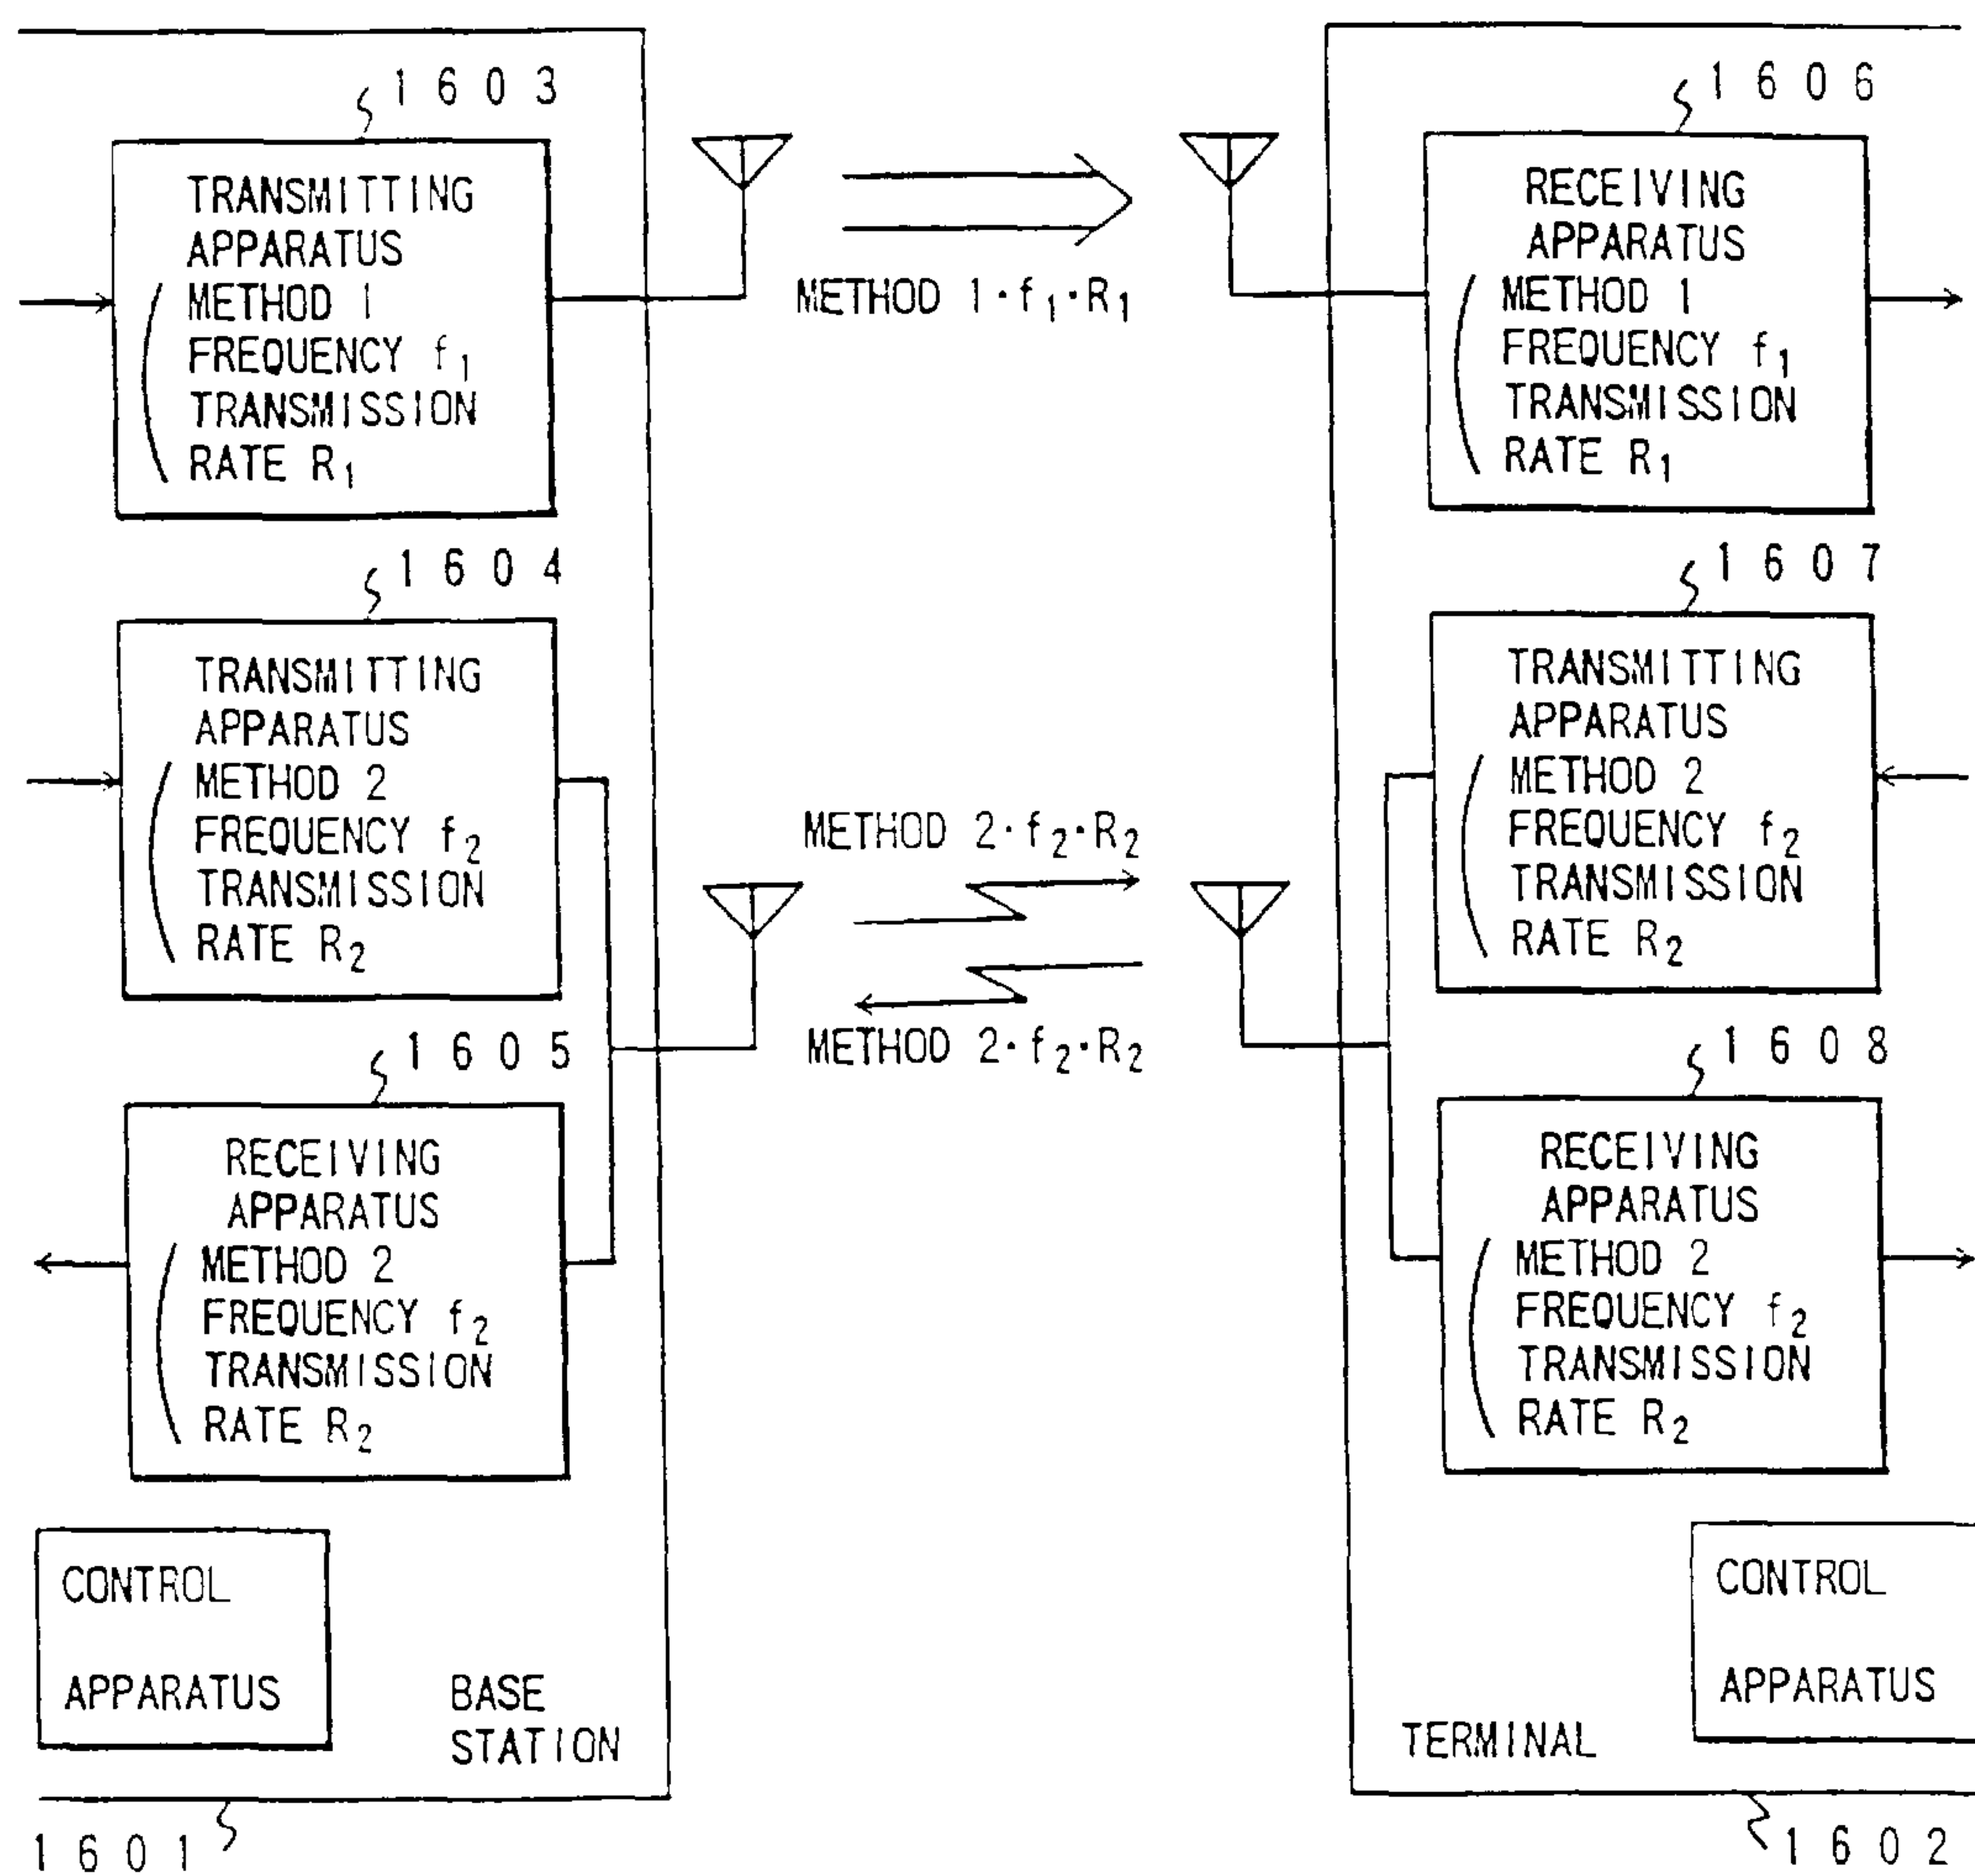 1603
TRANSMITTING
APPARATUS
METHOD 1
FREQUENCY f₁
TRANSMISSION
RATE R₁
1604
TRANSMITTING
APPARATUS
METHOD 2
FREQUENCY f₂
TRANSMISSION
RATE R₂
1605
RECEIVING
APPARATUS
METHOD 2
FREQUENCY f₂
TRANSMISSION
RATE R₂
CONTROL
APPARATUS
BASE
STATION
1601
METHOD 1·f₁·R₁
METHOD 2·f₂·R₂
METHOD 2·f₂·R₂
1606
RECEIVING
APPARATUS
METHOD 1
FREQUENCY f₁
TRANSMISSION
RATE R₁
1607
TRANSMITTING
APPARATUS
METHOD 2
FREQUENCY f₂
TRANSMISSION
RATE R₂
1608
RECEIVING
APPARATUS
METHOD 2
FREQUENCY f₂
TRANSMISSION
RATE R₂
CONTROL
APPARATUS
TERMINAL
1602